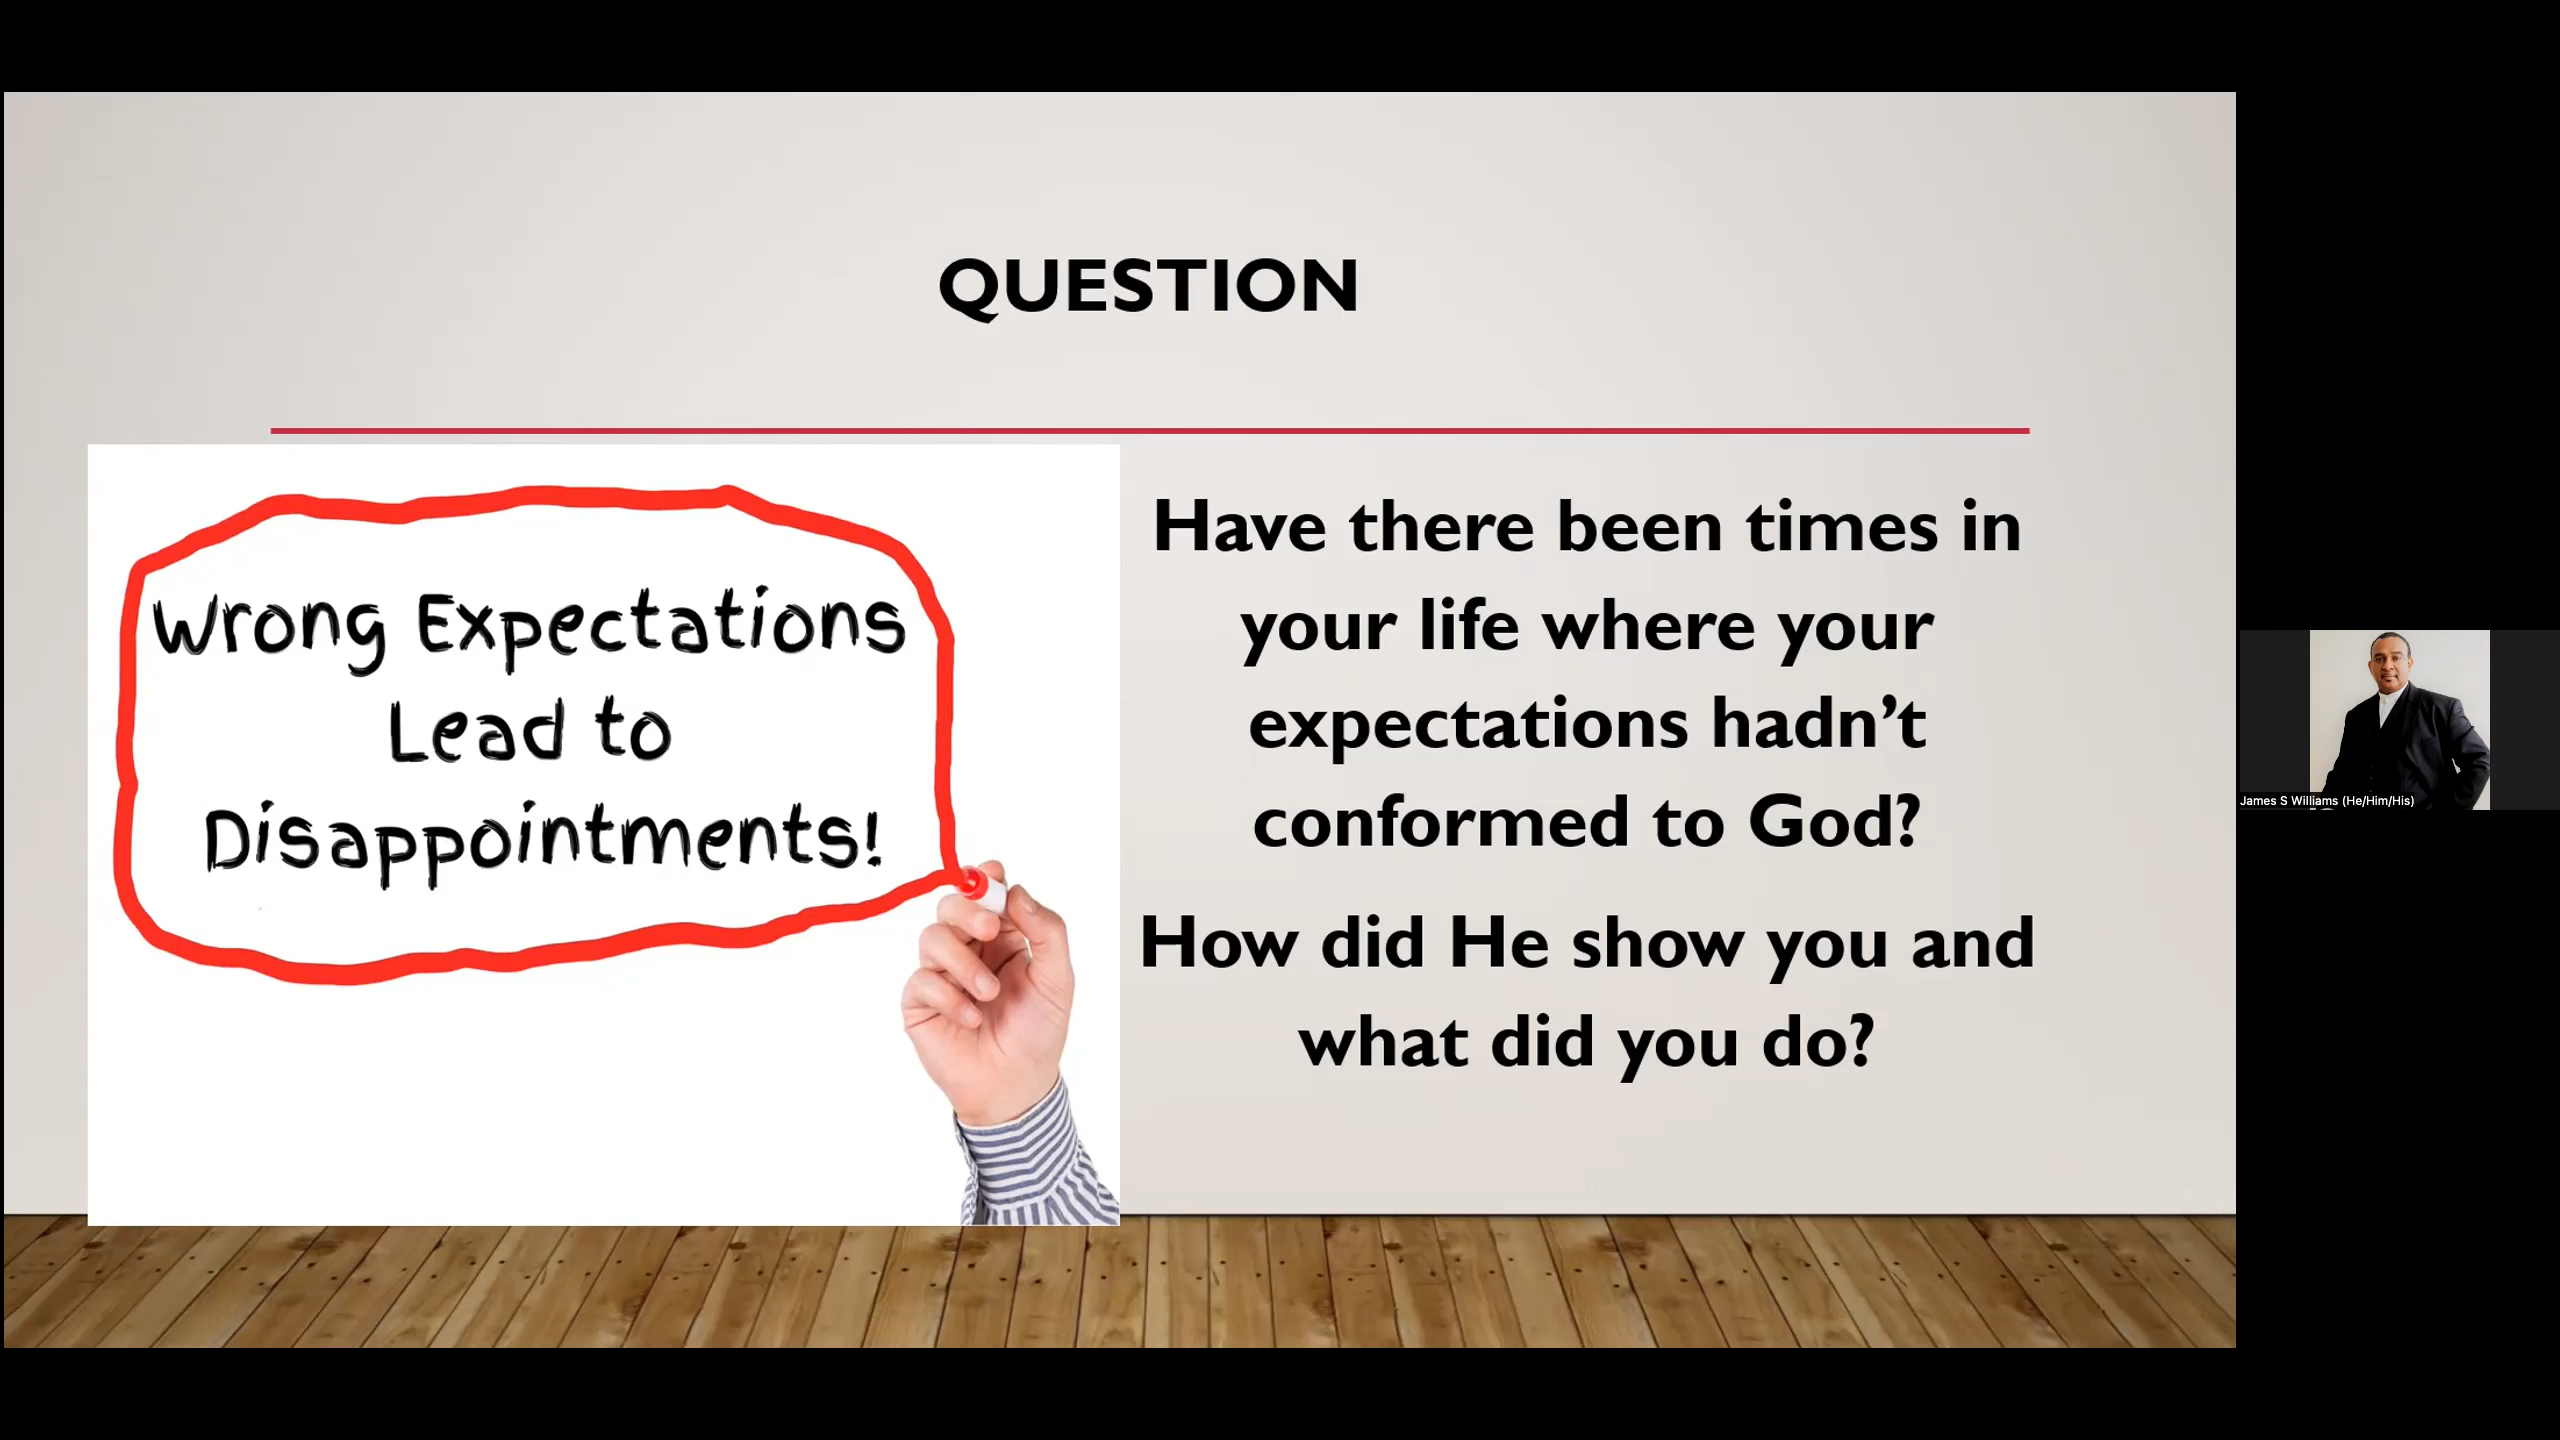 QUESTION
Wrong Expectations
Lead to
Disappointments!
Have there been times in
your life where your
expectations hadn’t
conformed to God?
How did He show you and
what did you do?
James S Williams (He/Him/His)